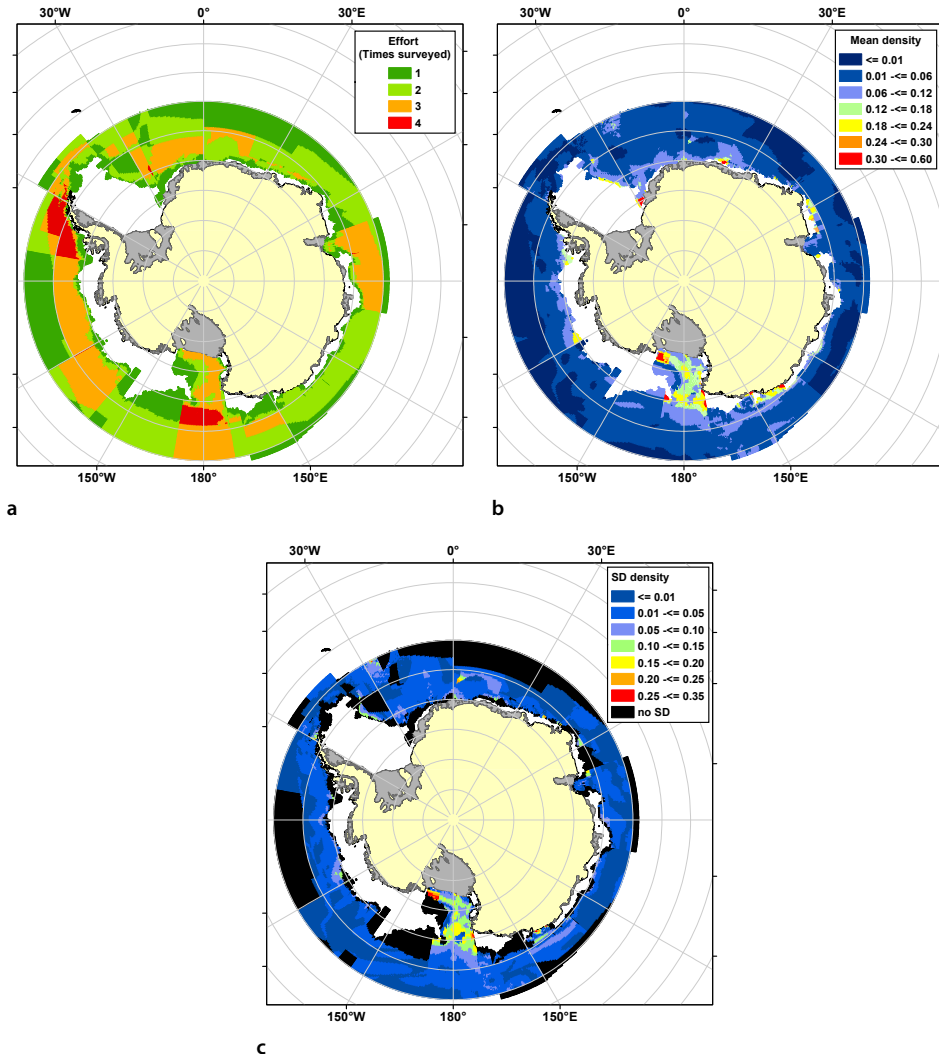 30°W 0° 30°E
Effort
(Times surveyed)
1
2
3
4
150°W 180° 150°E
a
30°W 0° 30°E
Mean density
<= 0.01
0.01 -<= 0.06
0.06 -<= 0.12
0.12 -<= 0.18
0.18 -<= 0.24
0.24 -<= 0.30
0.30 -<= 0.60
150°W 180° 150°E
b
30°W 0° 30°E
SD density
<= 0.01
0.01 -<= 0.05
0.05 -<= 0.10
0.10 -<= 0.15
0.15 -<= 0.20
0.20 -<= 0.25
0.25 -<= 0.35
no SD
150°W 180° 150°E
c